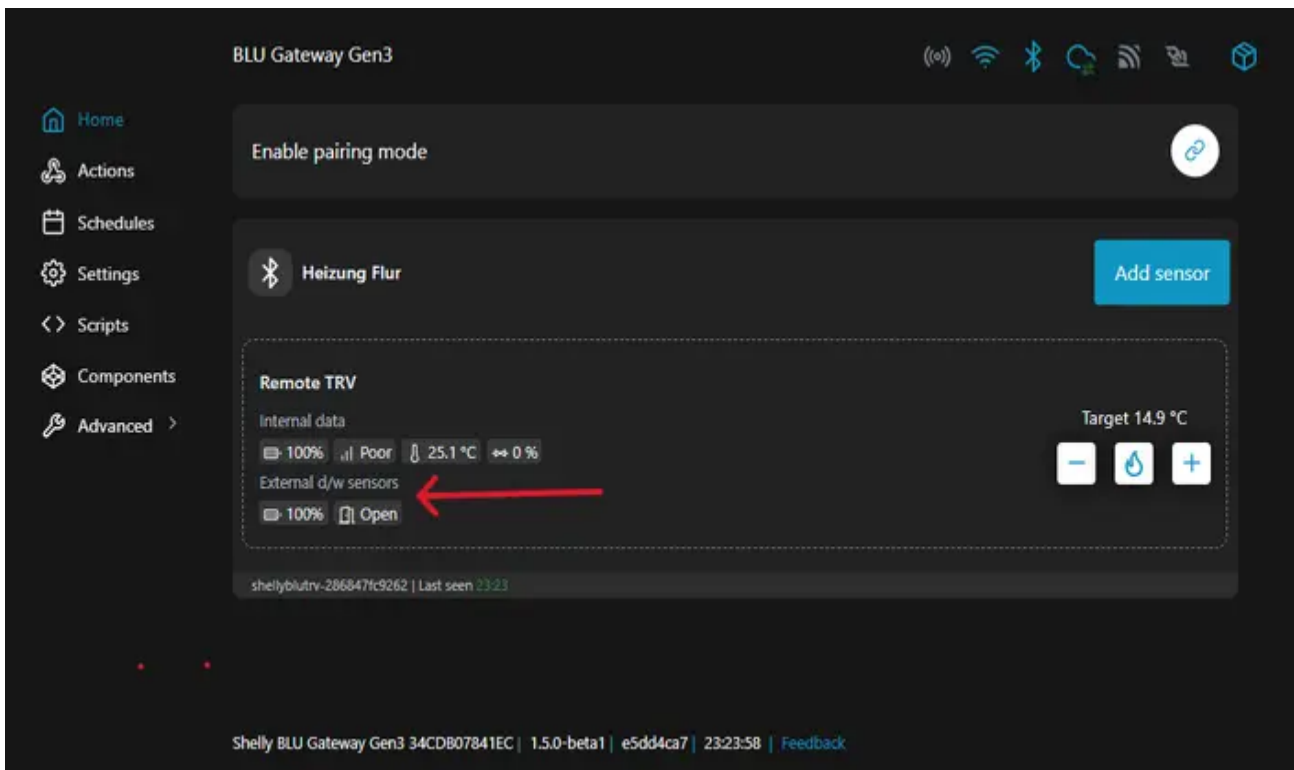 BLU Gateway Gen3
Home
Actions
Schedules
Settings
Scripts
Components
Advanced
Enable pairing mode
Heizung Flur
Add sensor
Remote TRV
Internal data
100% Poor 25.1 °C 0 %
External d/w sensors
100% Open
Target 14.9 °C
shellyblutrv-286847fc9262 | Last seen 23:23
Shelly BLU Gateway Gen3 34CDB07841EC | 1.5.0-beta1 | e5dd4ca7 | 23:23:58 | Feedback